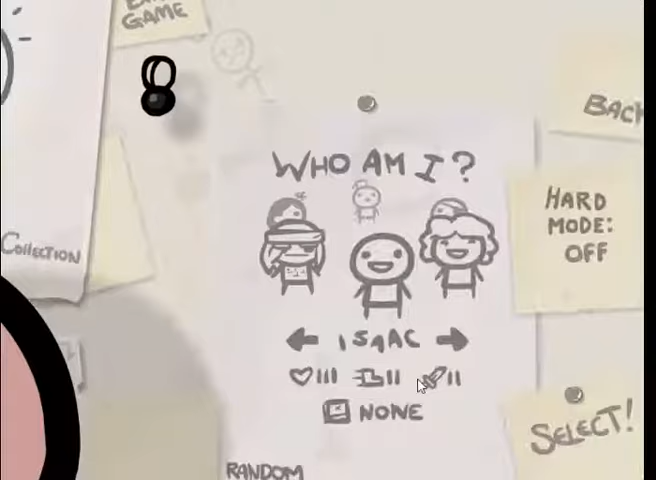 GAME
WHO AM I?
BACK
HARD
MODE:
OFF
COLLECTION
ISAAC
NONE
SELECT!
RANDOM